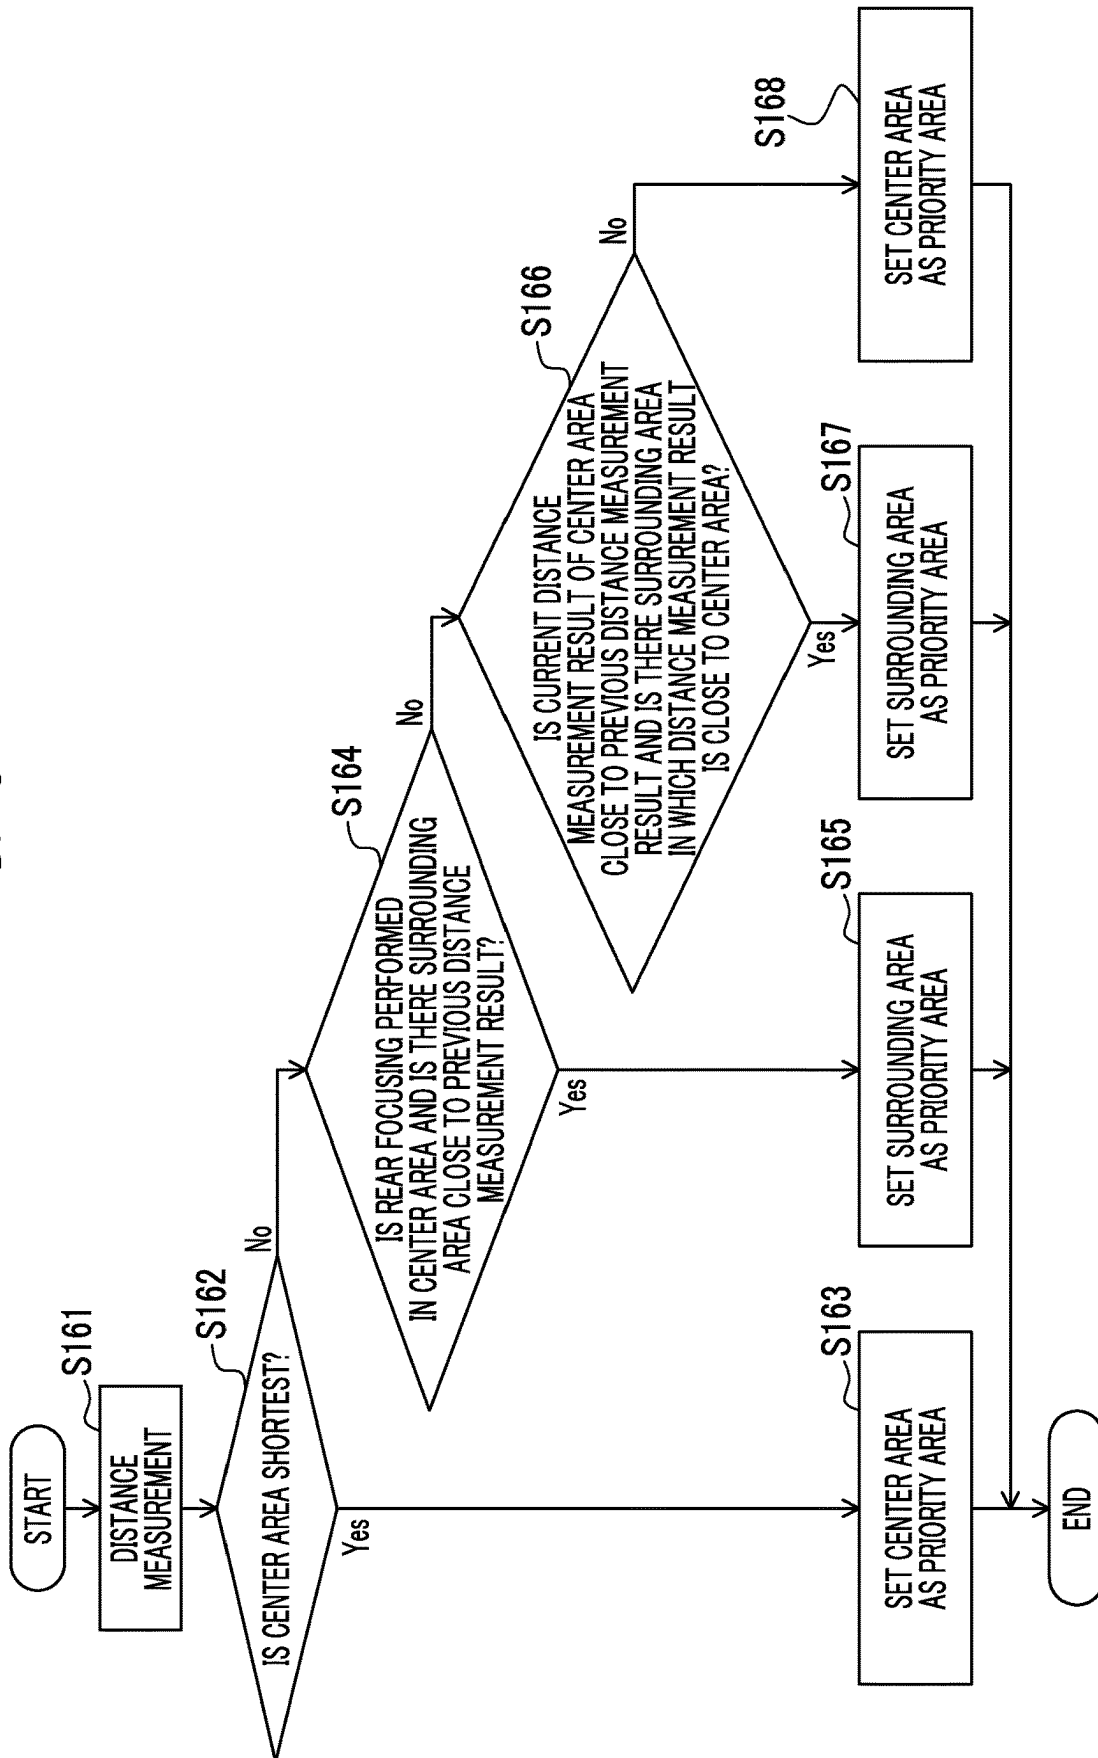 START
S161
DISTANCE
MEASUREMENT
S162
IS CENTER AREA SHORTEST?
No
Yes
S164
IS REAR FOCUSING PERFORMED
IN CENTER AREA AND IS THERE SURROUNDING
AREA CLOSE TO PREVIOUS DISTANCE
MEASUREMENT RESULT?
No
Yes
S166
IS CURRENT DISTANCE
MEASUREMENT RESULT OF CENTER AREA
CLOSE TO PREVIOUS DISTANCE MEASUREMENT
RESULT AND IS THERE SURROUNDING AREA
IN WHICH DISTANCE MEASUREMENT RESULT
IS CLOSE TO CENTER AREA?
No
Yes
S163
SET CENTER AREA
AS PRIORITY AREA
S165
SET SURROUNDING AREA
AS PRIORITY AREA
S167
SET SURROUNDING AREA
AS PRIORITY AREA
S168
SET CENTER AREA
AS PRIORITY AREA
END